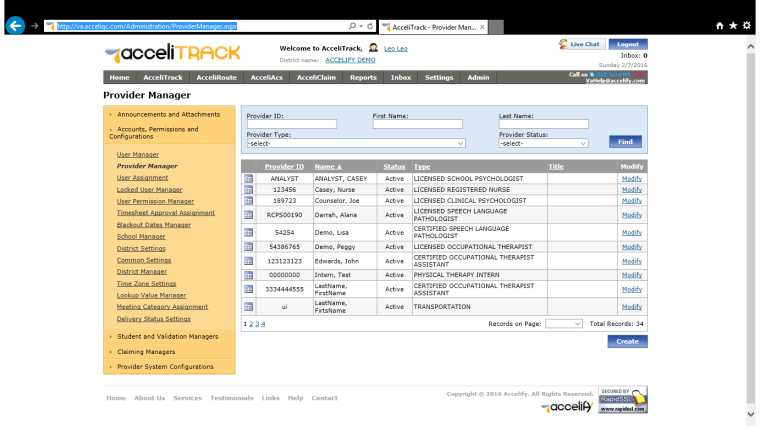 http://va.acceliqc.com/Administration/ProviderManager.aspx
AcceliTrack - Provider Man...
acceliTRACK
Welcome to AcceliTrack, Leo Leo
District name: ACCELIFY DEMO
Live Chat
Logout
Inbox: 0
Sunday 2/7/2016
Home AcceliTrack AcceliRoute AcceliAcs AcceliClaim Reports Inbox Settings Admin
VaHelp@accelify.com
Provider Manager
Announcements and Attachments
Accounts, Permissions and
Configurations
User Manager
Provider Manager
User Assignment
Locked User Manager
User Permission Manager
Timesheet Approval Assignment
Blackout Dates Manager
School Manager
District Settings
Common Settings
District Manager
Time Zone Settings
Lookup Value Manager
Meeting Category Assignment
Delivery Status Settings
Student and Validation Managers
Claiming Managers
Provider System Configurations
Provider ID: First Name: Last Name:
Provider Type: Provider Status:
-select- -select- Find
Provider ID Name Status Type Title Modify
ANALYST ANALYST, CASEY Active LICENSED SCHOOL PSYCHOLOGIST Modify
123456 Casey, Nurse Active LICENSED REGISTERED NURSE Modify
189723 Counselor, Joe Active LICENSED CLINICAL PSYCHOLOGIST Modify
RCPS00190 Darrah, Alana Active LICENSED SPEECH LANGUAGE PATHOLOGIST Modify
54254 Demo, Lisa Active CERTIFIED SPEECH LANGUAGE PATHOLOGIST Modify
54386765 Demo, Peggy Active LICENSED OCCUPATIONAL THERAPIST Modify
123123123 Edwards, John Active CERTIFIED OCCUPATIONAL THERAPIST ASSISTANT Modify
00000000 Intern, Test Active PHYSICAL THERAPY INTERN Modify
3334444555 LastName, FirstName Active CERTIFIED OCCUPATIONAL THERAPIST ASSISTANT Modify
ui LastName, FirtsName Active TRANSPORTATION Modify
1 2 3 4 Records on Page: Total Records: 34
Create
Home About Us Services Testimonials Links Help Contact
Copyright © 2016 Accelify. All Rights Reserved.
accelify
SECURED BY
RapidSSL
www.rapidssl.com